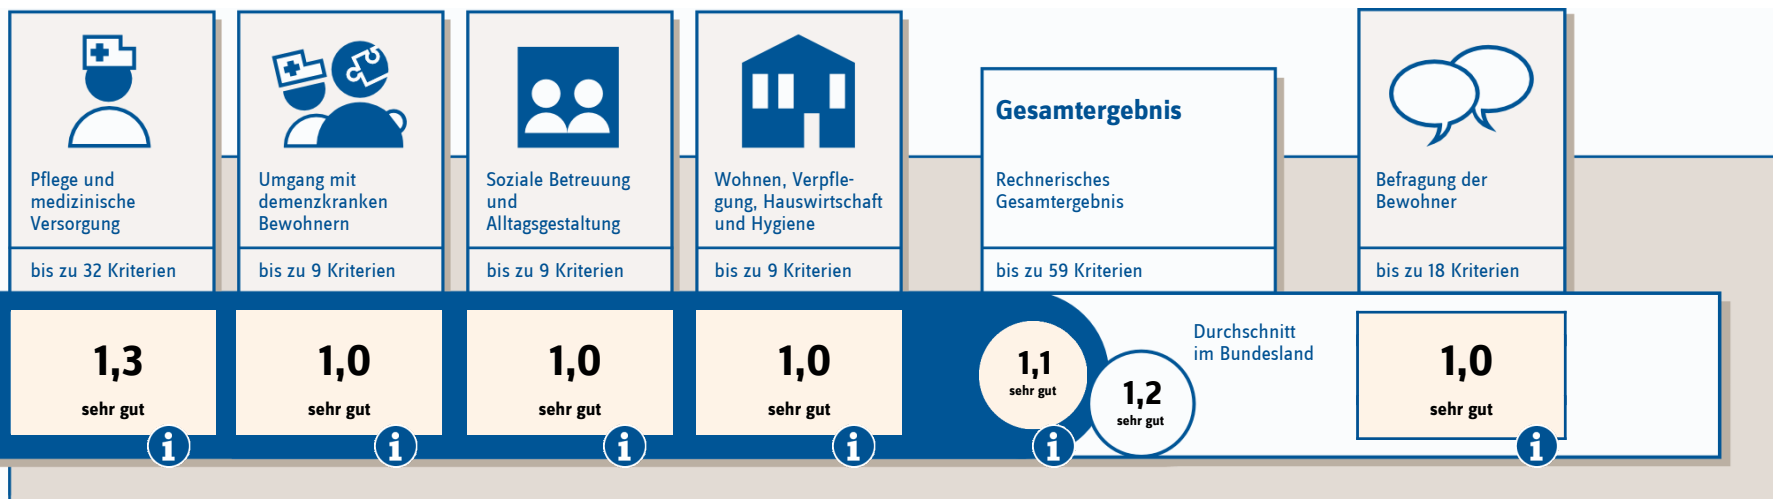 Pflege und
medizinische
Versorgung
bis zu 32 Kriterien
1,3
sehr gut
Umgang mit
demenzkranken
Bewohnern
bis zu 9 Kriterien
1,0
sehr gut
Soziale Betreuung
und
Alltagsgestaltung
bis zu 9 Kriterien
1,0
sehr gut
Wohnen, Verpfle-
gung, Hauswirtschaft
und Hygiene
bis zu 9 Kriterien
1,0
sehr gut
Gesamtergebnis
Rechnerisches
Gesamtergebnis
bis zu 59 Kriterien
1,1
sehr gut
1,2
sehr gut
Durchschnitt
im Bundesland
Befragung der
Bewohner
bis zu 18 Kriterien
1,0
sehr gut